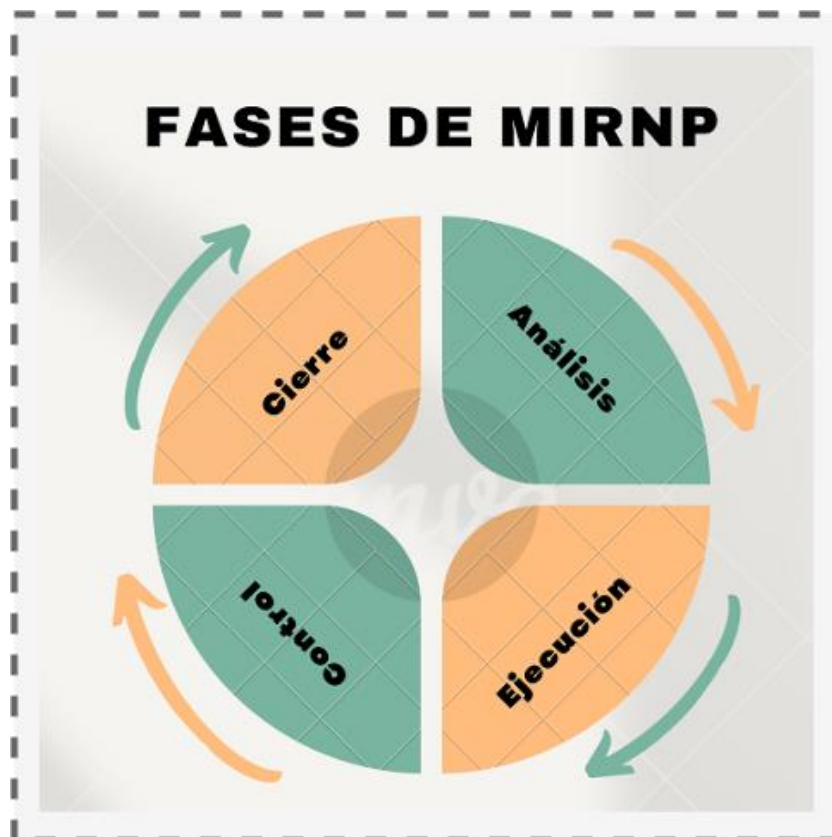 FASES DE MIRNP
Cierre
Análisis
Control
Ejecución